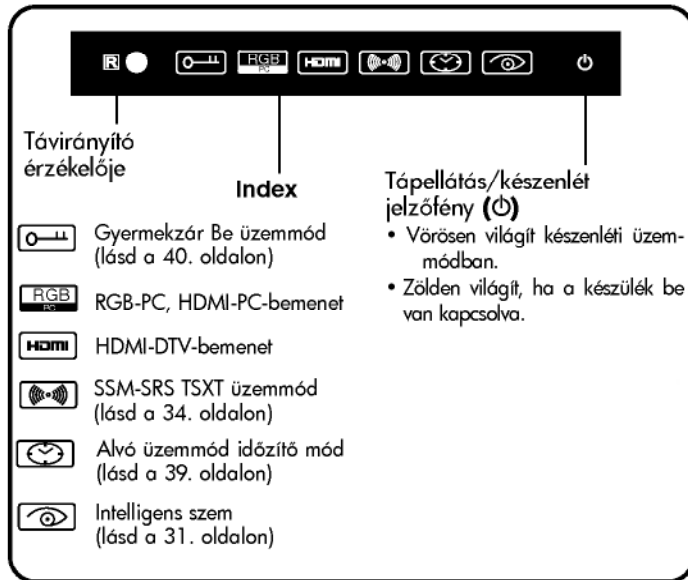 R RGB PC HDMI
Távirányító
érzékelője
Index
Gyermekzár Be üzemmód
(lásd a 40. oldalon)
RGB PC
RGB-PC, HDMI-PC-bemenet
HDMI
HDMI-DTV-bemenet
SSM-SRS TSXT üzemmód
(lásd a 34. oldalon)
Alvó üzemmód időzítő mód
(lásd a 39. oldalon)
Intelligens szem
(lásd a 31. oldalon)
Tápellátás/készenlét
jelzőfény (⏻)
• Vörösen világít készenléti üzem-
módban.
• Zölden világít, ha a készülék be
van kapcsolva.